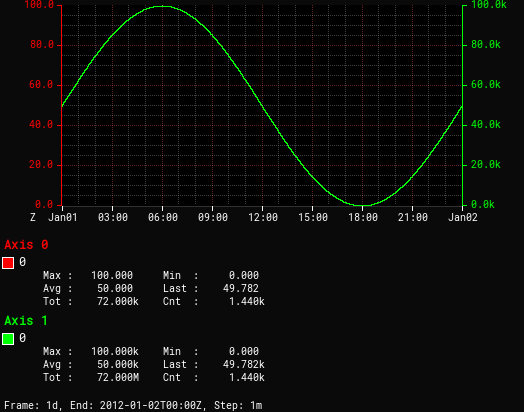 100.0 100.0k
80.0 80.0k
60.0 60.0k
40.0 40.0k
20.0 20.0k
0.0 0.0k
Z Jan01 03:00 06:00 09:00 12:00 15:00 18:00 21:00 Jan02
Axis 0
0
Max : 100.000 Min : 0.000
Avg : 50.000 Last : 49.782
Tot : 72.000k Cnt : 1.440k
Axis 1
0
Max : 100.000k Min : 0.000
Avg : 50.000k Last : 49.782k
Tot : 72.000M Cnt : 1.440k
Frame: 1d, End: 2012-01-02T00:00Z, Step: 1m